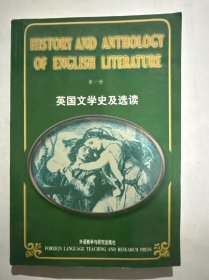 HISTORY AND ANTHOLOGY
OF ENGLISH LITERATURE
第一册
英国文学史及选读
外语教学与研究出版社
FOREIGN LANGUAGE TEACHING AND RESEARCH PRESS